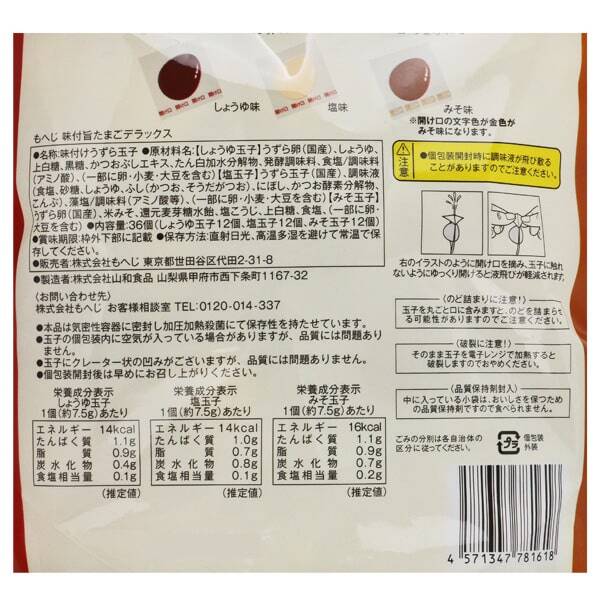 しょうゆ味
塩味
みそ味
※開け口の文字色が金色が
みそ味になります。
もへじ 味付旨たまごデラックス
●名称:味付けうずら玉子 ●原材料名:【しょうゆ玉子】うずら卵(国産)、しょうゆ、
上白糖、黒糖、かつおぶしエキス、たん白加水分解物、発酵調味料、食塩/調味料
(アミノ酸)、(一部に卵・小麦・大豆を含む)【塩玉子】うずら卵(国産)、調味液
(食塩、砂糖、しょうゆ、ふし(かつお、そうだがつお)、にぼし、かつお酵素分解物、
こんぶ)、藻塩/調味料(アミノ酸等)、(一部に卵・小麦・大豆を含む)【みそ玉子】
うずら卵(国産)、米みそ、還元麦芽糖水飴、塩こうじ、上白糖、食塩、(一部に卵・
大豆を含む) ●内容量:36個(しょうゆ玉子12個、塩玉子12個、みそ玉子12個)
●賞味期限:枠外下部に記載 ●保存方法:直射日光、高温多湿を避けて常温で保
存してください。
●販売者:株式会社もへじ 東京都世田谷区代田2-31-8
●製造者:株式会社山和食品 山梨県甲府市西下条町1167-32
〈お問い合わせ先〉
株式会社もへじ お客様相談室 TEL:0120-014-337
●本品は気密性容器に密封し加圧加熱殺菌にて保存性を持たせています。
●玉子の個包装内に空気が入っている場合がありますが、品質には問題ありません。
●玉子にクレーター状の凹みがございますが、品質には問題ありません。
●個包装開封後は早めにお召し上がりください。
栄養成分表示
しょうゆ玉子
1個(約7.5g)あたり
エネルギー 14kcal
たんぱく質 1.1g
脂質 0.9g
炭水化物 0.4g
食塩相当量 0.1g
(推定値)
栄養成分表示
塩玉子
1個(約7.5g)あたり
エネルギー 14kcal
たんぱく質 1.0g
脂質 0.7g
炭水化物 0.8g
食塩相当量 0.1g
(推定値)
栄養成分表示
みそ玉子
1個(約7.5g)あたり
エネルギー 16kcal
たんぱく質 1.1g
脂質 0.9g
炭水化物 0.7g
食塩相当量 0.2g
(推定値)
注意
●個包装開封時に調味液が飛び散る
ことがありますのでご注意ください。
右のイラストのように開け口を摘み、玉子に触れ
ないようにゆっくり開けると液飛びが軽減されます。
〈のど詰まりに注意!〉
玉子を丸ごと口に含みますと、のどを詰まらせ
る可能性がありますのでご注意ください。
〈破裂に注意!〉
そのまま玉子を電子レンジで加熱すると
破裂しますのでおやめください。
〈品質保持剤封入〉
中に入っている小袋は、おいしさを保つため
の品質保持剤ですので食べられません。
ごみの分別は各自治体の
区分に従ってください。
プラ
個包装
外装
4 571347 781618